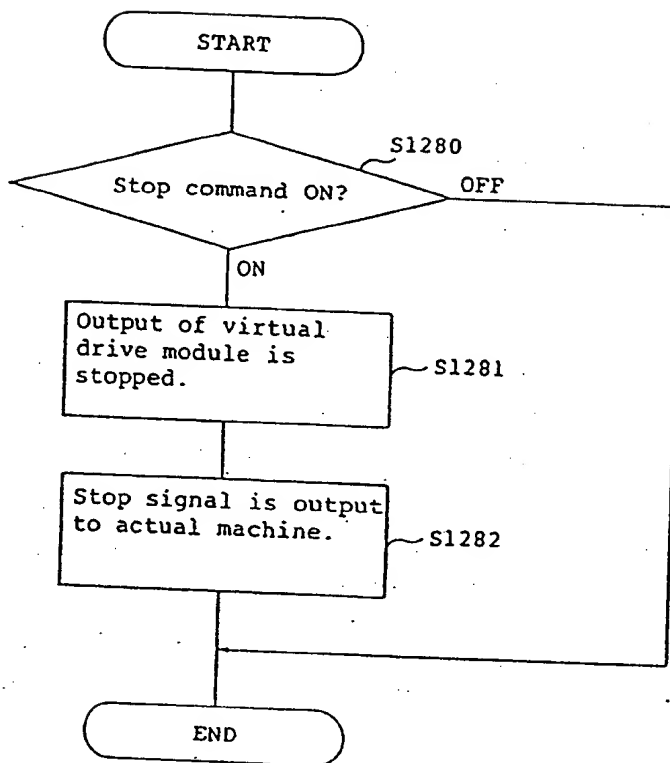 START
S1280
Stop command ON?
OFF
ON
Output of virtual
drive module is
stopped.
S1281
Stop signal is output
to actual machine.
S1282
END